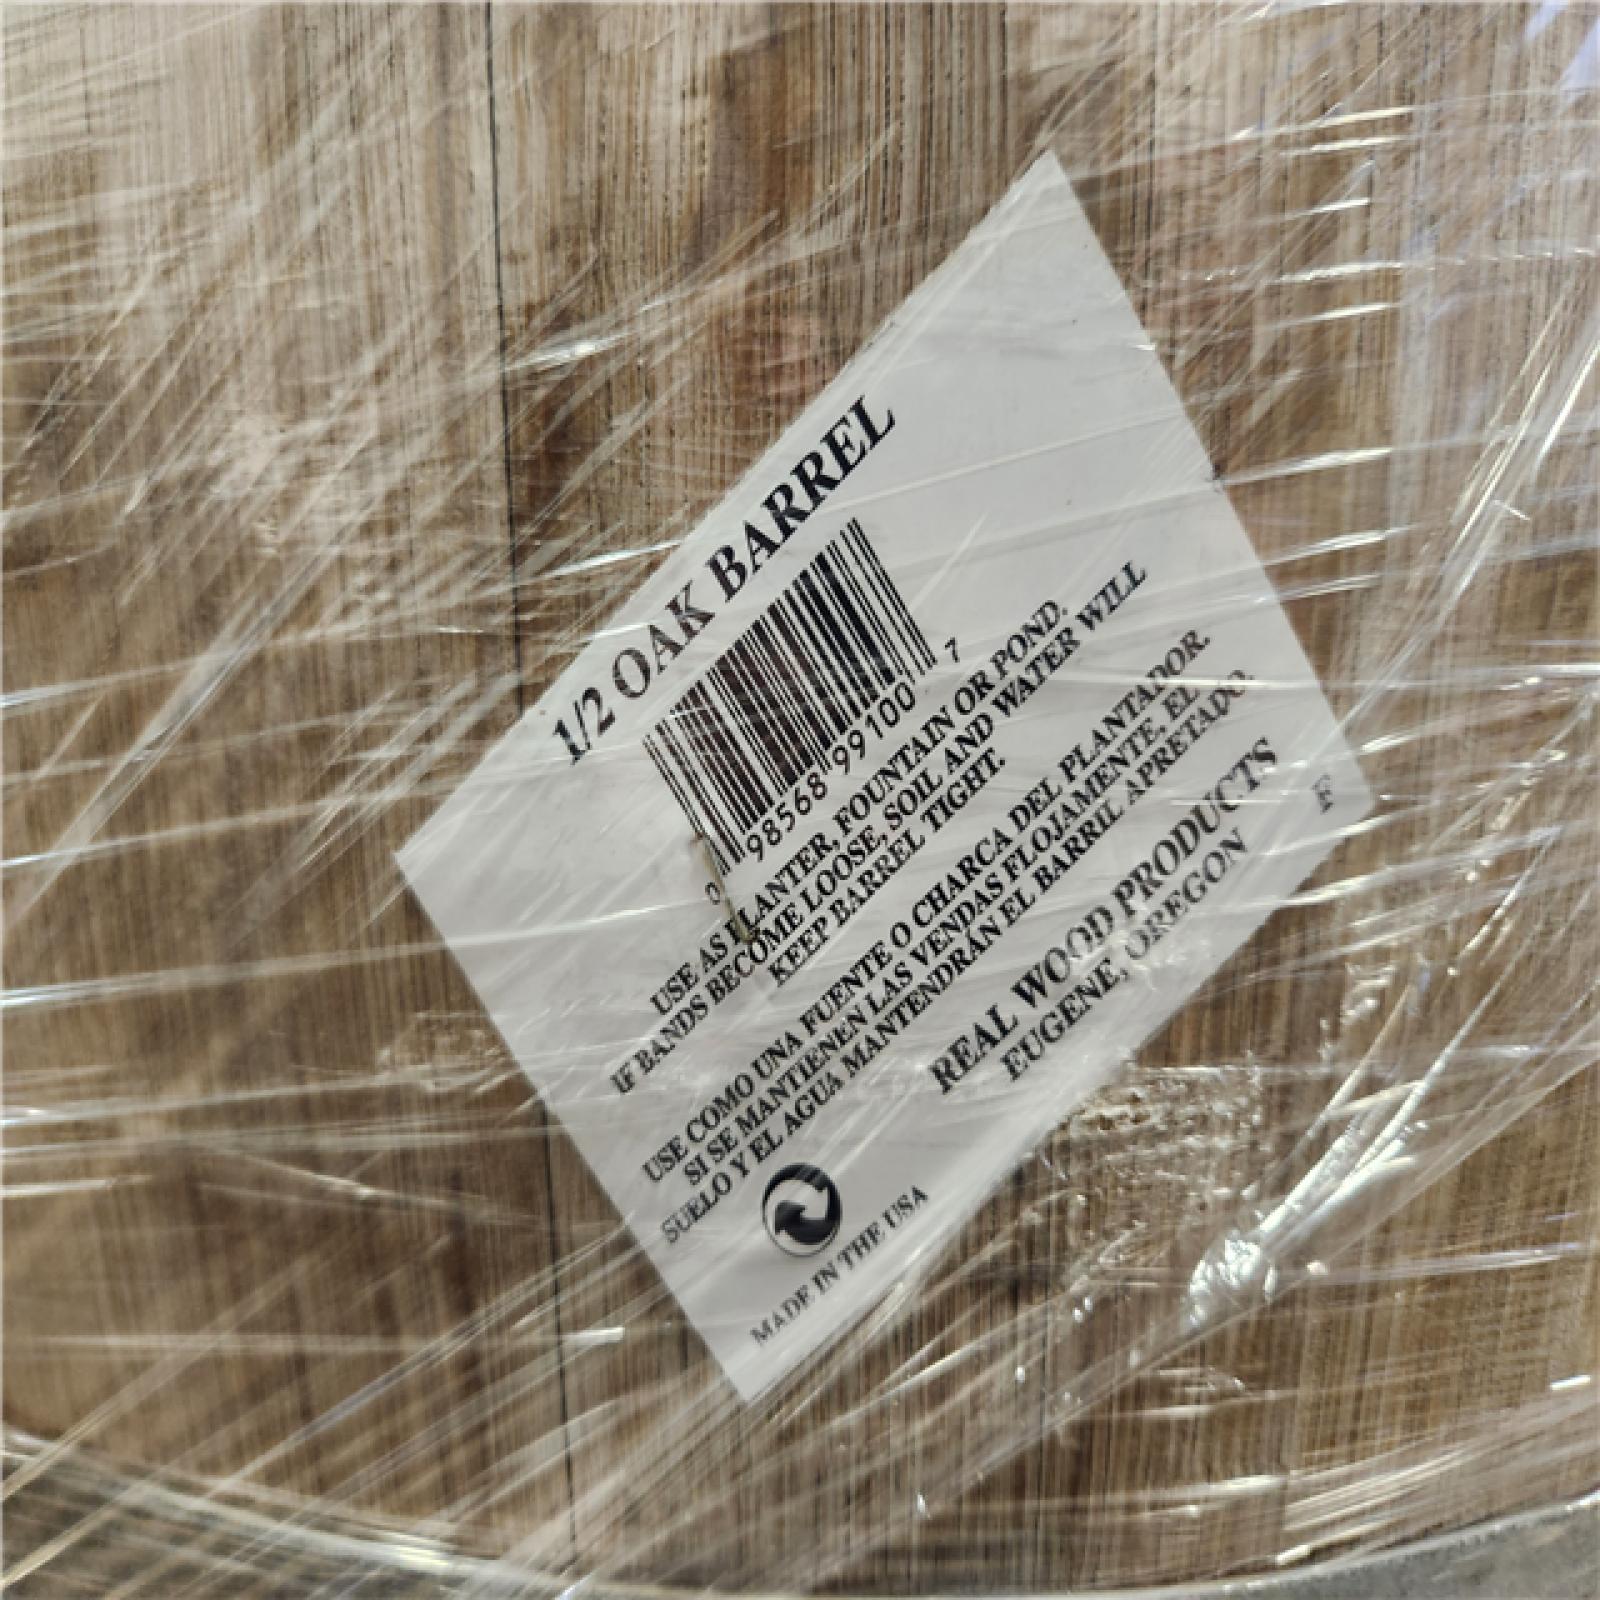 1/2 OAK BARREL
0 98568 99100 7
USE AS PLANTER, FOUNTAIN OR POND.
IF BANDS BECOME LOOSE, SOIL AND WATER WILL
KEEP BARREL TIGHT.
USE COMO UNA FUENTE O CHARCA DEL PLANTADOR.
SI SE MANTIENEN LAS VENDAS FLOJAMENTE, EL
SUELO Y EL AGUA MANTENDRÁN EL BARRIL APRETADO.
REAL WOOD PRODUCTS
EUGENE, OREGON
F
MADE IN THE USA